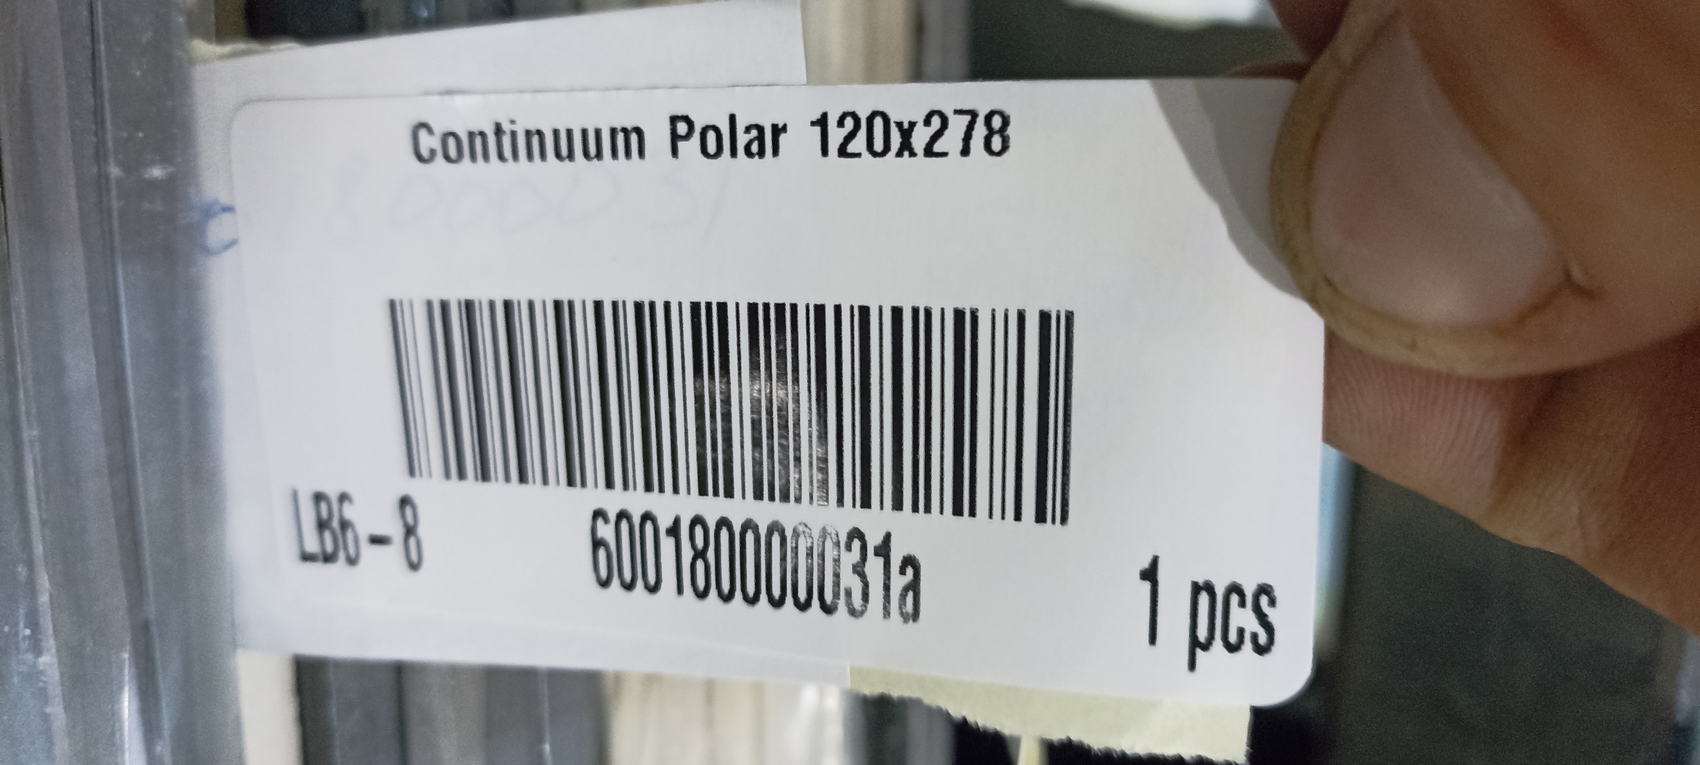 Continuum Polar 120x278
LB6-8
600180000031a
1 pcs